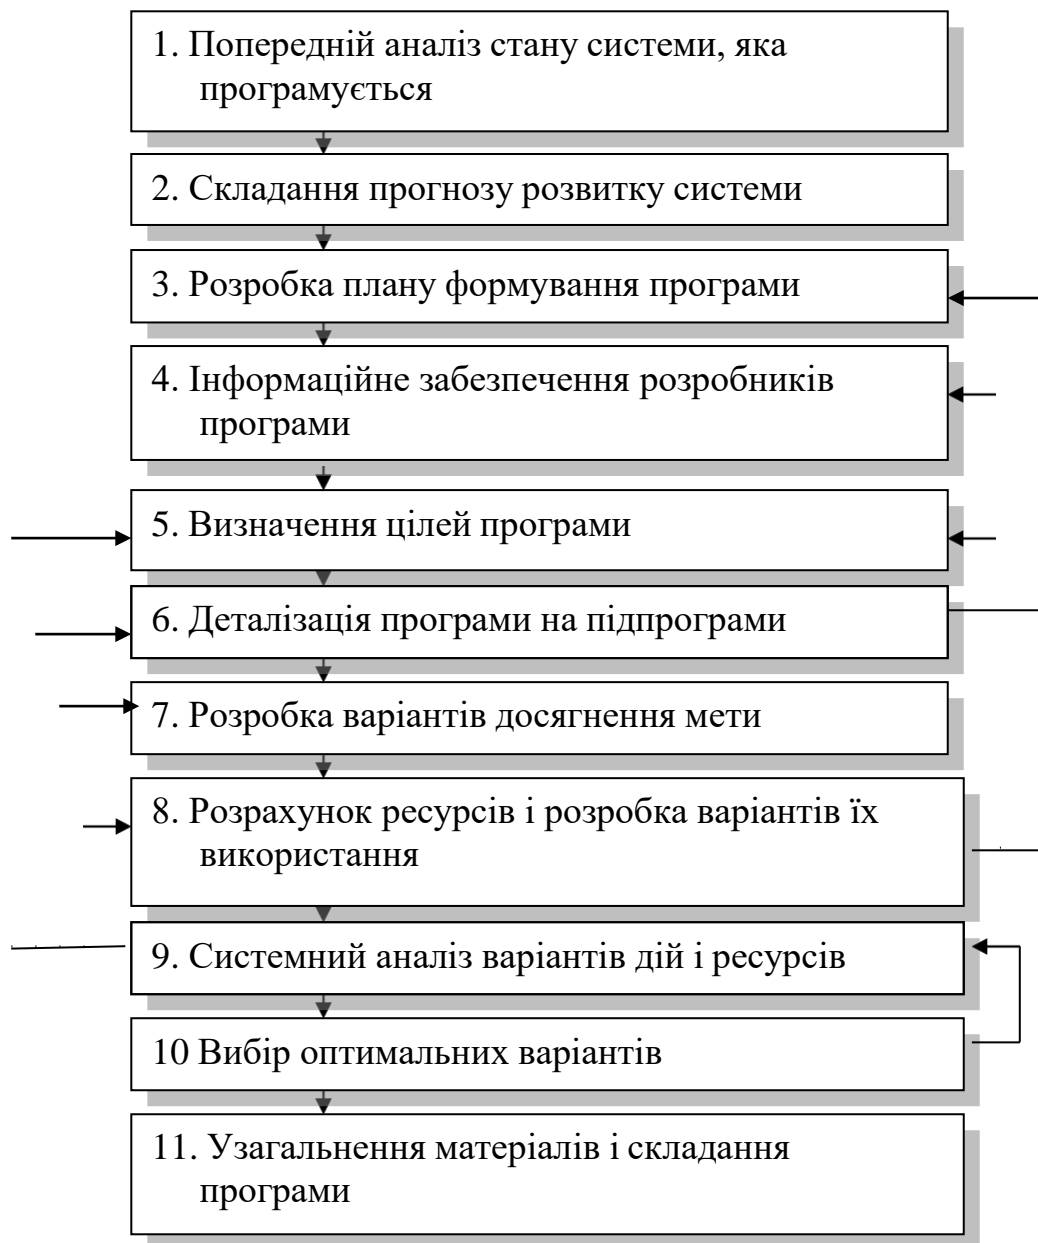 1. Попередній аналіз стану системи, яка
програмується
2. Складання прогнозу розвитку системи
3. Розробка плану формування програми
4. Інформаційне забезпечення розробників
програми
5. Визначення цілей програми
6. Деталізація програми на підпрограми
7. Розробка варіантів досягнення мети
8. Розрахунок ресурсів і розробка варіантів їх
використання
9. Системний аналіз варіантів дій і ресурсів
10 Вибір оптимальних варіантів
11. Узагальнення матеріалів і складання
програми